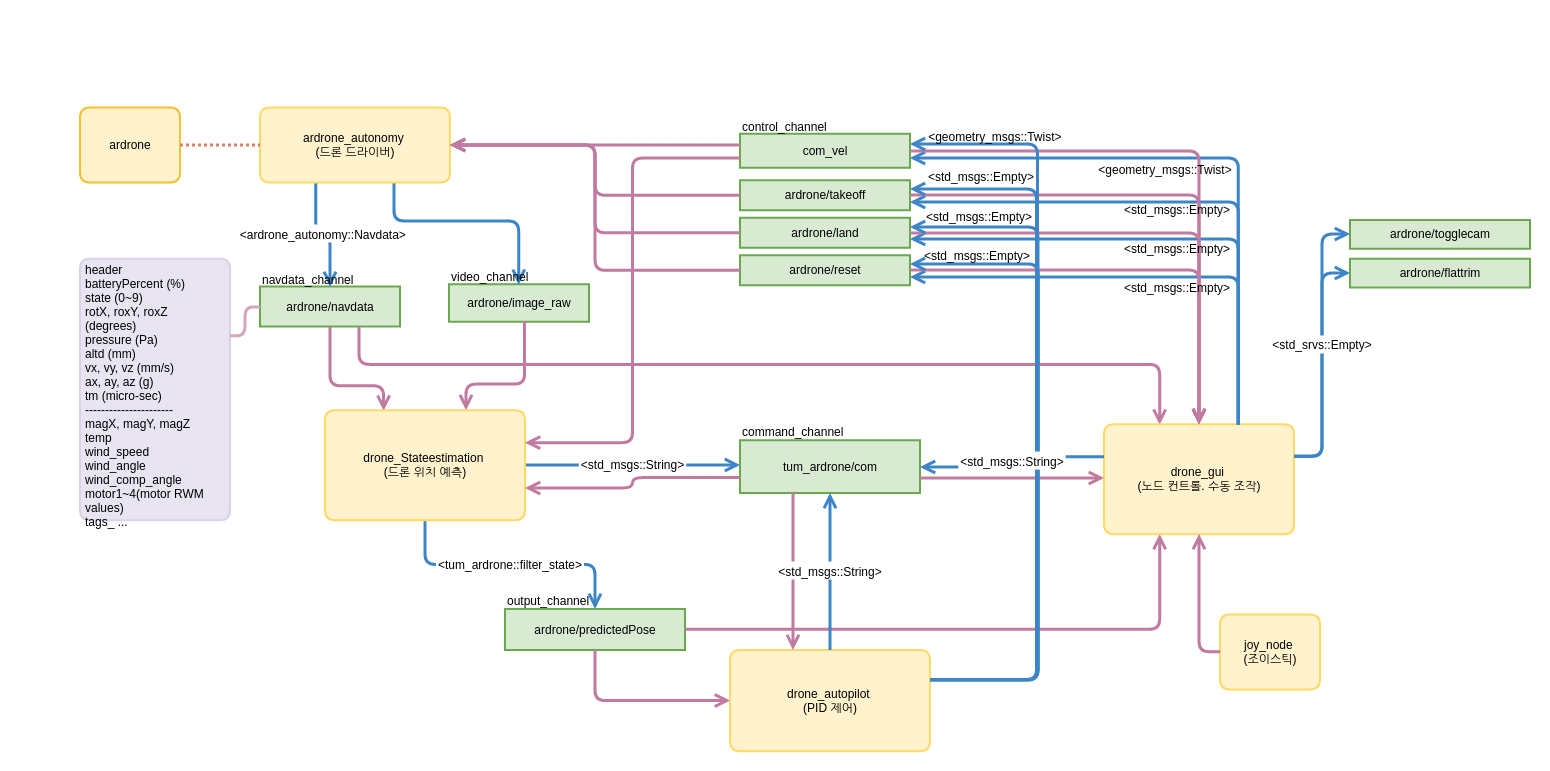 ardrone
ardrone_autonomy
(드론 드라이버)
control_channel
com_vel
<geometry_msgs::Twist>
<geometry_msgs::Twist>
ardrone/takeoff
<std_msgs::Empty>
<std_msgs::Empty>
ardrone/land
<std_msgs::Empty>
<std_msgs::Empty>
ardrone/reset
<std_msgs::Empty>
<std_msgs::Empty>
ardrone/togglecam
ardrone/flattrim
<std_srvs::Empty>
<ardrone_autonomy::Navdata>
header
batteryPercent (%)
state (0~9)
rotX, roxY, roxZ
(degrees)
pressure (Pa)
altd (mm)
vx, vy, vz (mm/s)
ax, ay, az (g)
tm (micro-sec)
----------------------
magX, magY, magZ
temp
wind_speed
wind_angle
wind_comp_angle
motor1~4(motor RWM
values)
tags_ ...
navdata_channel
ardrone/navdata
video_channel
ardrone/image_raw
drone_Stateestimation
(드론 위치 예측)
<std_msgs::String>
command_channel
tum_ardrone/com
<std_msgs::String>
drone_gui
(노드 컨트롤. 수동 조작)
<tum_ardrone::filter_state>
<std_msgs::String>
output_channel
ardrone/predictedPose
drone_autopilot
(PID 제어)
joy_node
(조이스틱)